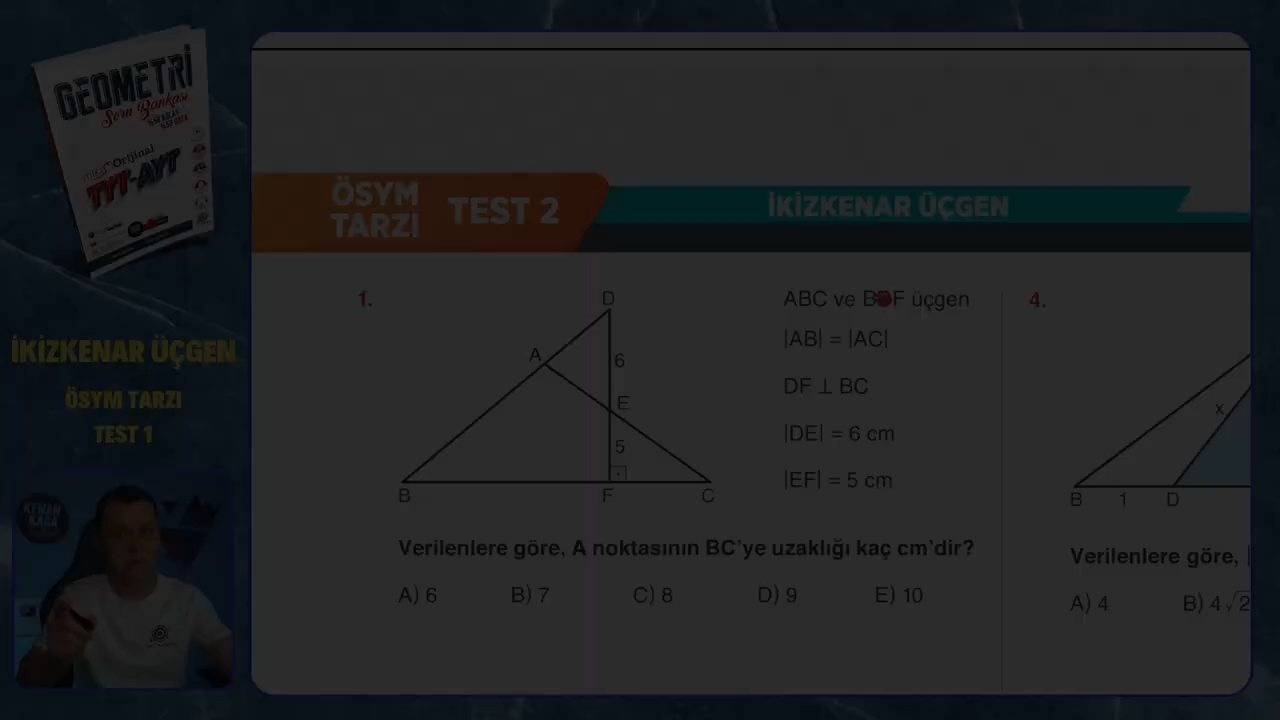 GEOMETRİ
Soru Bankası
Orijinal
TYT-AYT
İKİZKENAR ÜÇGEN
ÖSYM TARZI
TEST 1
KENAN
KARA
ÖSYM
TARZI
TEST 2
İKİZKENAR ÜÇGEN
1.
D
A
6
E
5
B
F
C
ABC ve B F üçgen
|AB| = |AC|
DF ⊥ BC
|DE| = 6 cm
|EF| = 5 cm
Verilenlere göre, A noktasının BC'ye uzaklığı kaç cm'dir?
A) 6 B) 7 C) 8 D) 9 E) 10
4.
x
B 1 D
Verilenlere göre, |
A) 4 B) 4√2